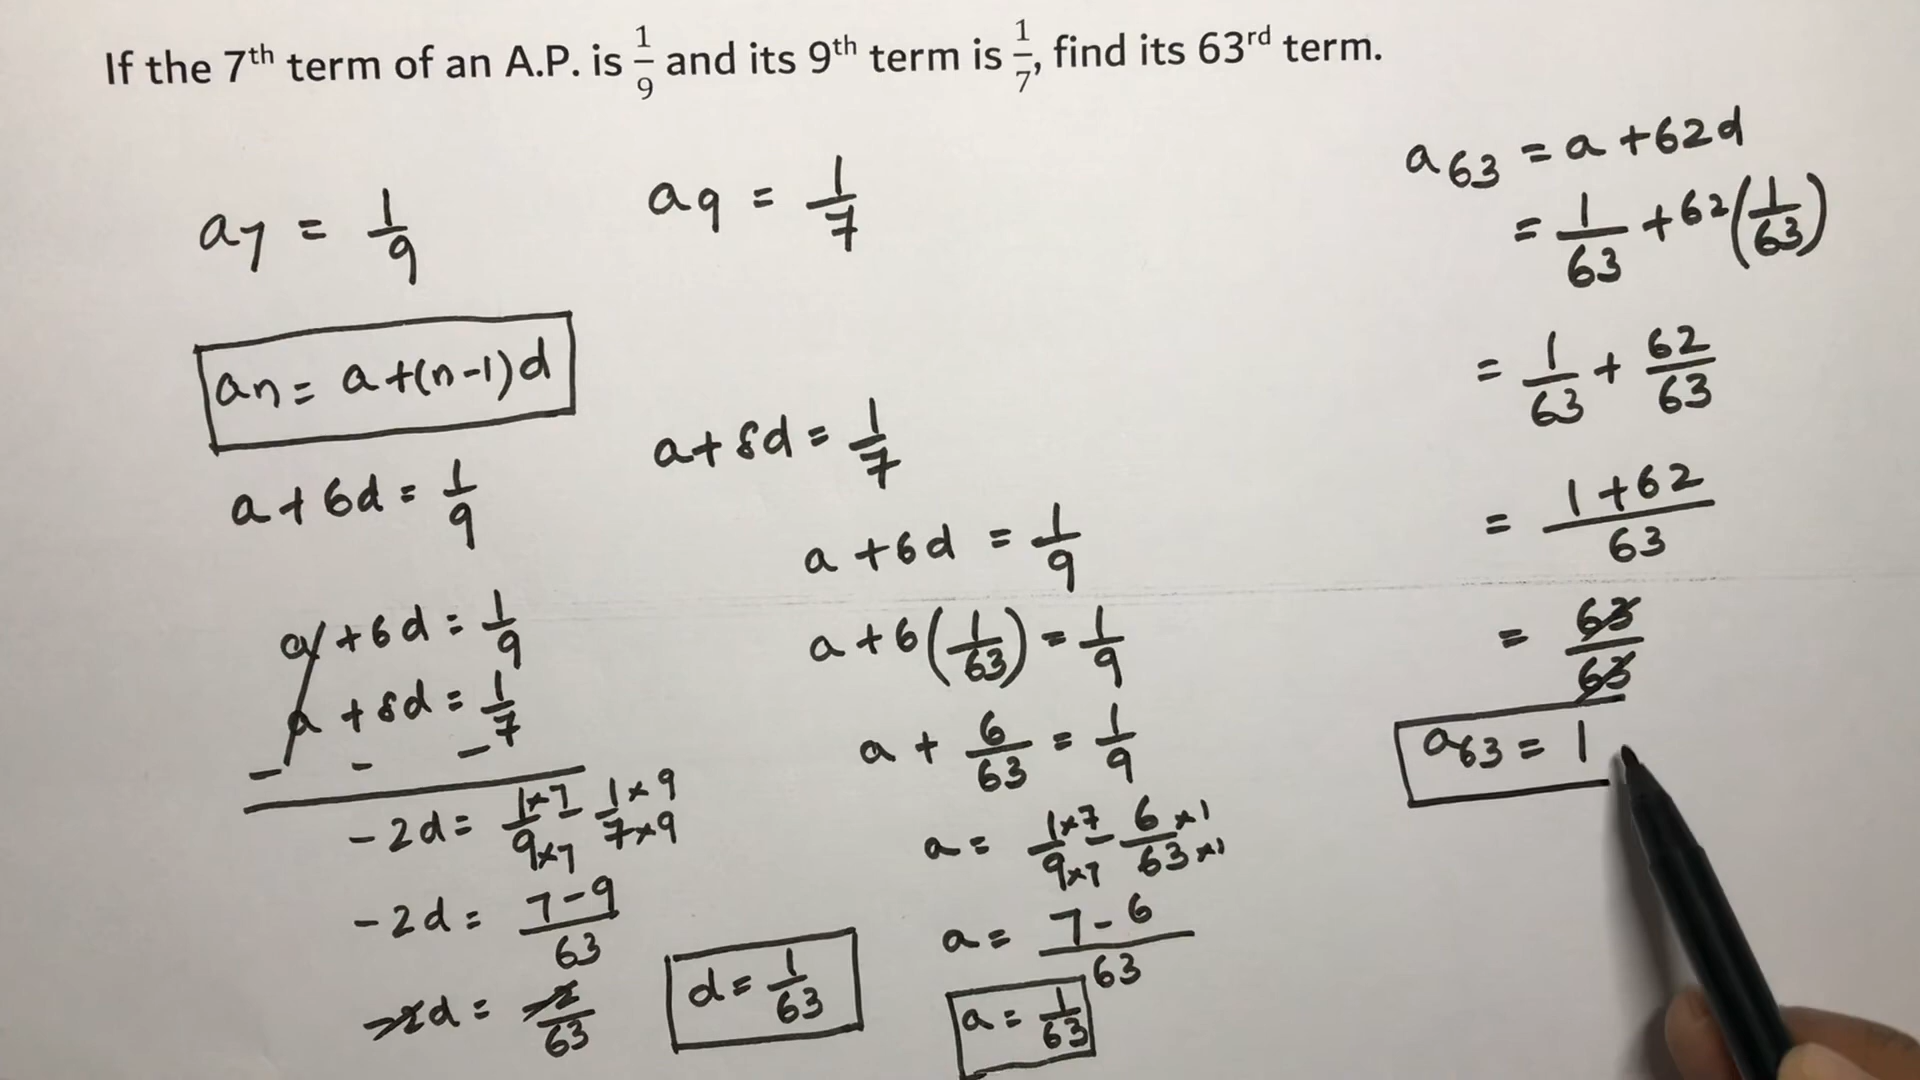 If the 7th term of an A.P. is 1/9 and its 9th term is 1/7, find its 63rd term.
a7 = 1/9
an = a+(n-1)d
a+6d = 1/9
a+6d = 1/9
a+8d = 1/7
- - -
-2d = 1×7/9×7 - 1×9/7×9
-2d = 7-9/63
-2d = -2/63
d = 1/63
a9 = 1/7
a+8d = 1/7
a+6d = 1/9
a+6(1/63) = 1/9
a + 6/63 = 1/9
a = 1×7/9×7 - 6×1/63×1
a = 7-6/63
a = 1/63
a63 = a+62d
= 1/63 + 62(1/63)
= 1/63 + 62/63
= 1+62/63
= 63/63
a63 = 1